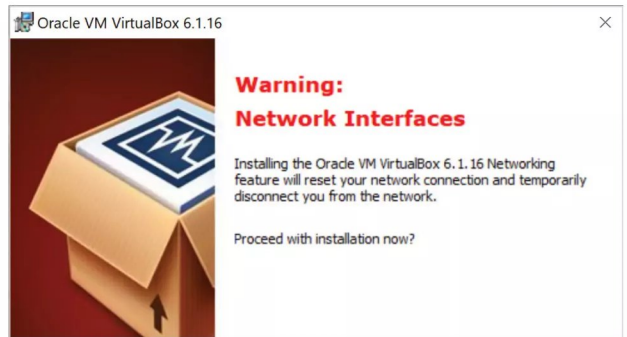 Oracle VM VirtualBox 6.1.16
Warning:
Network Interfaces
Installing the Oracle VM VirtualBox 6.1.16 Networking
feature will reset your network connection and temporarily
disconnect you from the network.
Proceed with installation now?